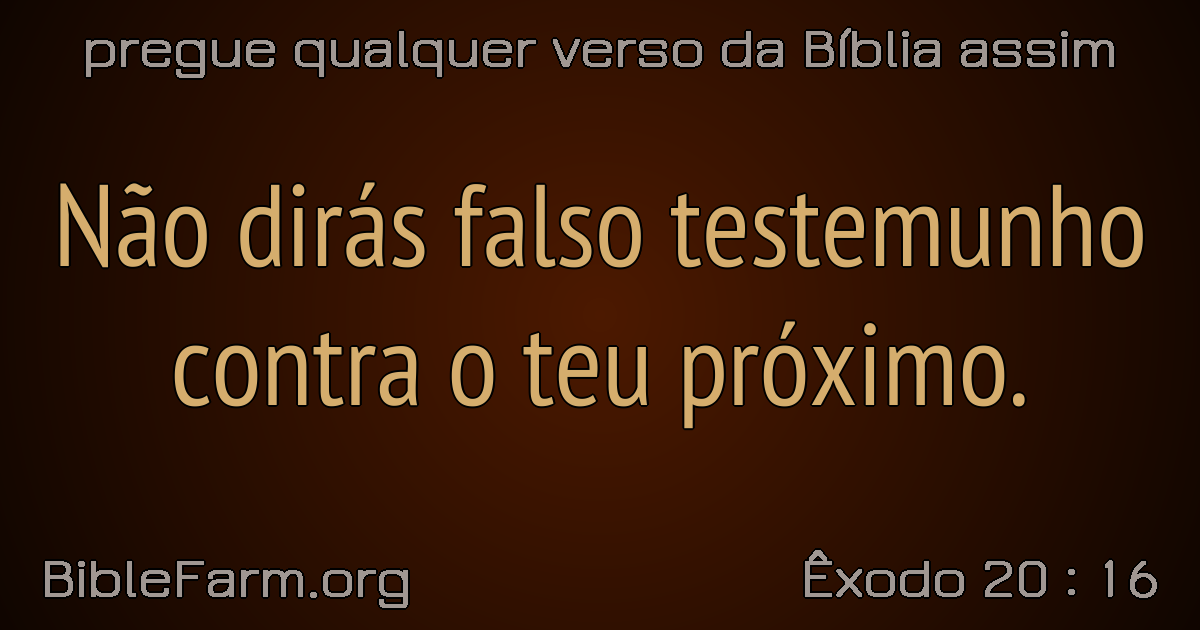 pregue qualquer verso da Bíblia assim
Não dirás falso testemunho
contra o teu próximo.
BibleFarm.org
Êxodo 20 : 16